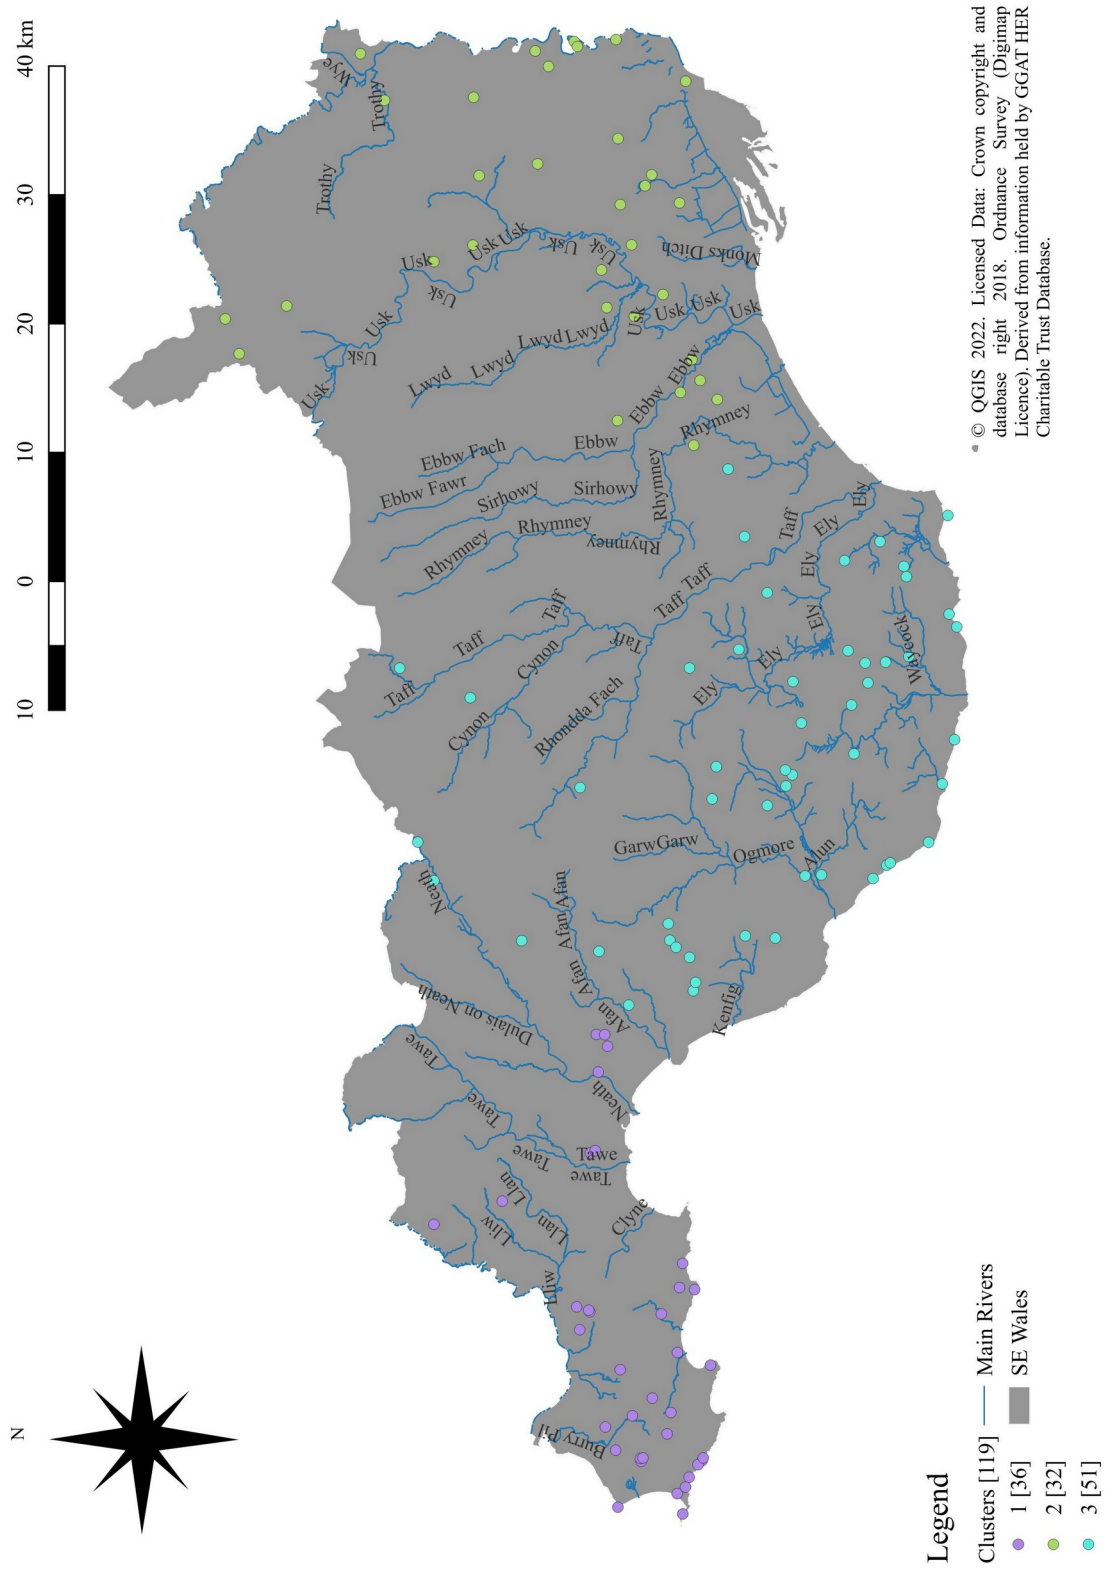 N
10
0
10
20
30
40 km
Burry Pil
Lliw
Lliw
Llan
Llan
Clyne
Tawe
Tawe
Tawe
Tawe
Tawe
Neath
Dulais on Neath
Neath
Afan
Afan
Afan
Afan
Kenfig
Garw
Garw
Ogmore
Alun
Cynon
Cynon
Rhondda Fach
Taff
Taff
Taff
Taff
Taff
Taff
Taff
Ely
Ely
Ely
Ely
Ely
Ely
Waycock
Rhymney
Rhymney
Rhymney
Rhymney
Rhymney
Rhymney
Sirhowy
Sirhowy
Ebbw Fawr
Ebbw Fach
Ebbw
Ebbw
Ebbw
Lwyd
Lwyd
Lwyd
Lwyd
Usk
Usk
Usk
Usk
Usk
Usk
Usk
Usk
Usk
Usk
Usk
Usk
Usk
Monks Ditch
Trothy
Trothy
Wye
Legend
Clusters [119]
1 [36]
2 [32]
3 [51]
Main Rivers
SE Wales
© QGIS 2022. Licensed Data: Crown copyright and
database right 2018. Ordnance Survey (Digimap
Licence). Derived from information held by GGAT HER
Charitable Trust Database.